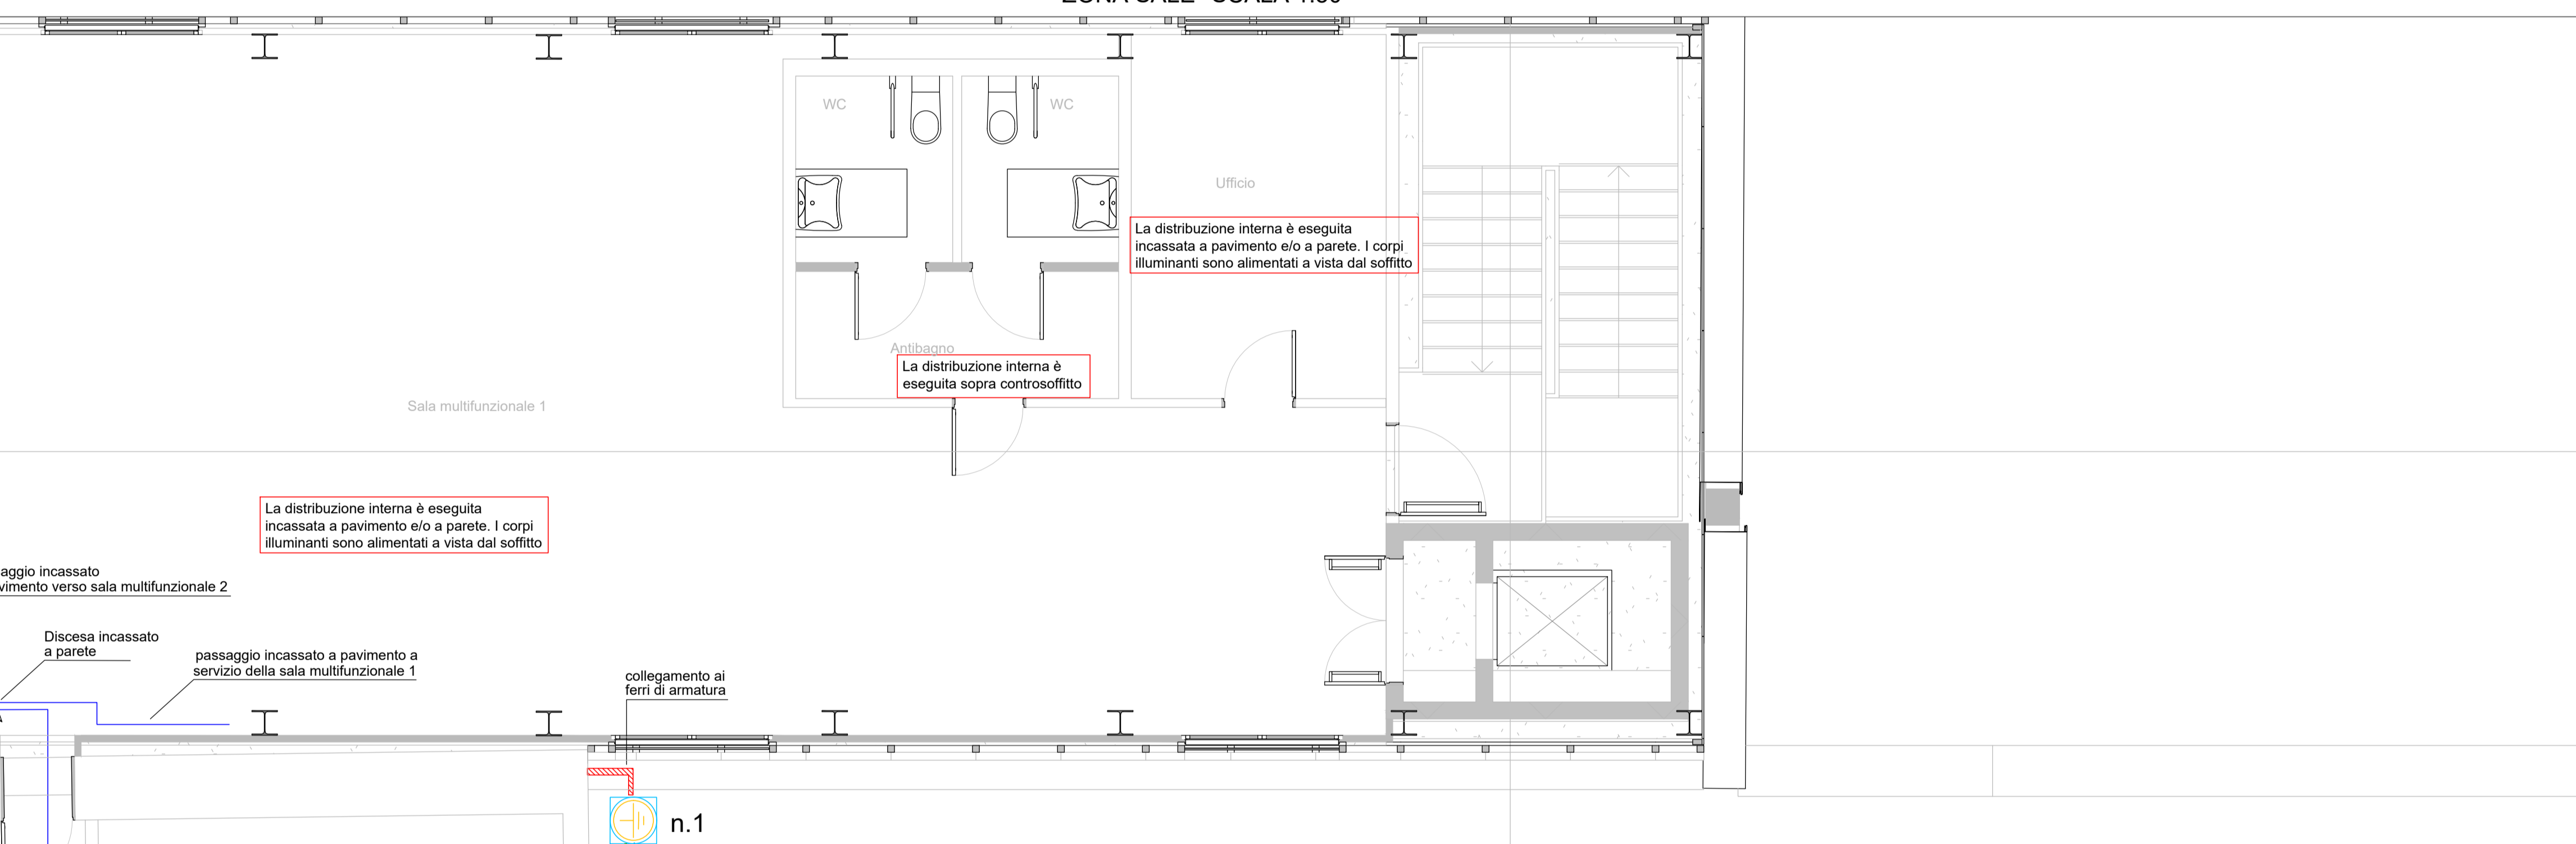 WC
WC
Ufficio
La distribuzione interna è eseguita
incassata a pavimento e/o a parete. I corpi
illuminanti sono alimentati a vista dal soffitto
Antibagno
La distribuzione interna è
eseguita sopra controsoffitto
Sala multifunzionale 1
La distribuzione interna è eseguita
incassata a pavimento e/o a parete. I corpi
illuminanti sono alimentati a vista dal soffitto
aggio incassato
vimento verso sala multifunzionale 2
Discesa incassato
a parete
passaggio incassato a pavimento a
servizio della sala multifunzionale 1
collegamento ai
ferri di armatura
n.1